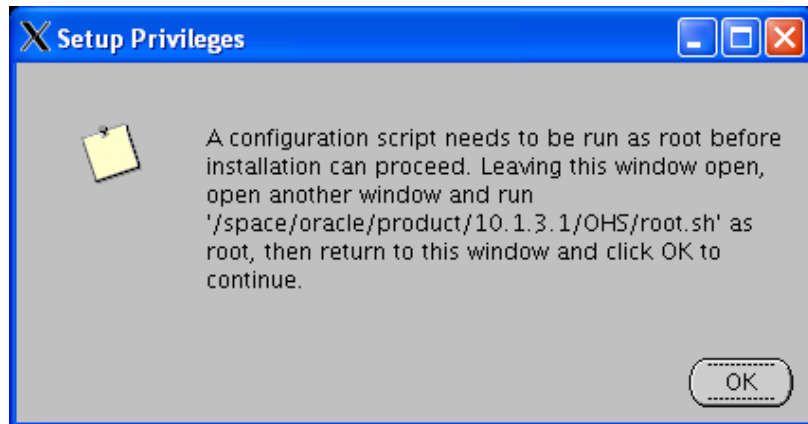 Setup Privileges
A configuration script needs to be run as root before
installation can proceed. Leaving this window open,
open another window and run
'/space/oracle/product/10.1.3.1/OHS/root.sh' as
root, then return to this window and click OK to
continue.
OK